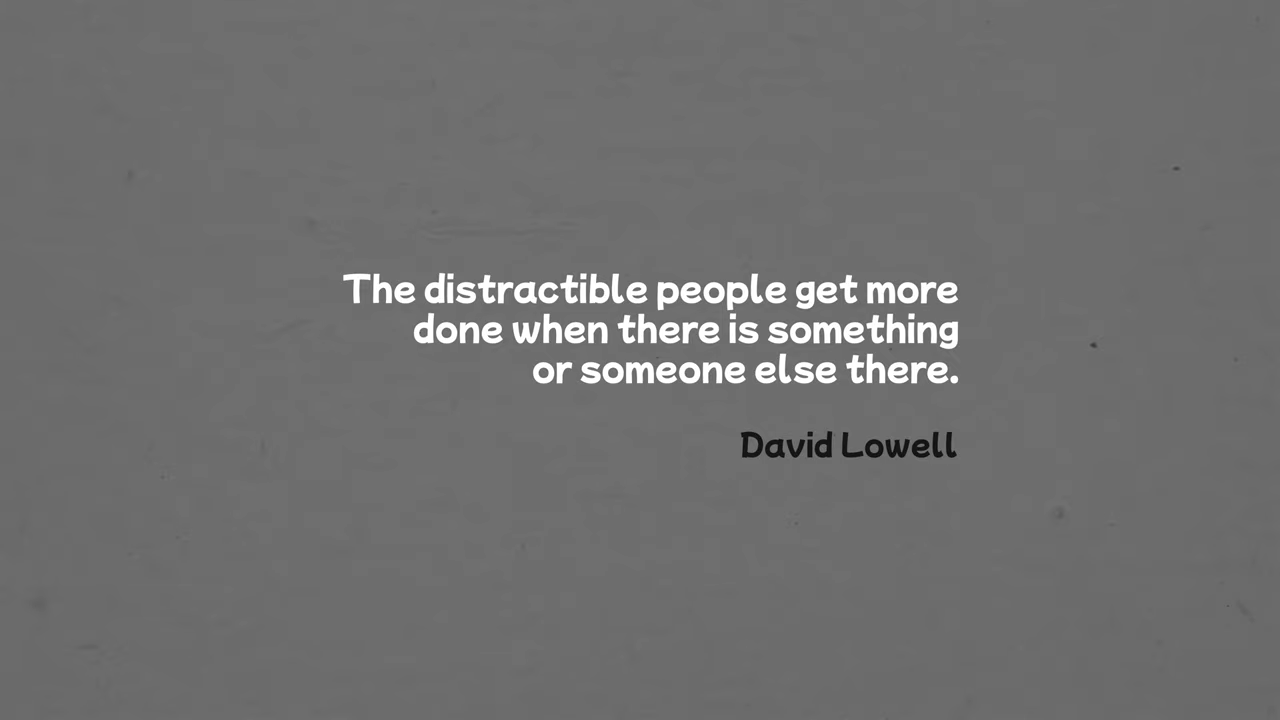 The distractible people get more
done when there is something
or someone else there.
David Lowell